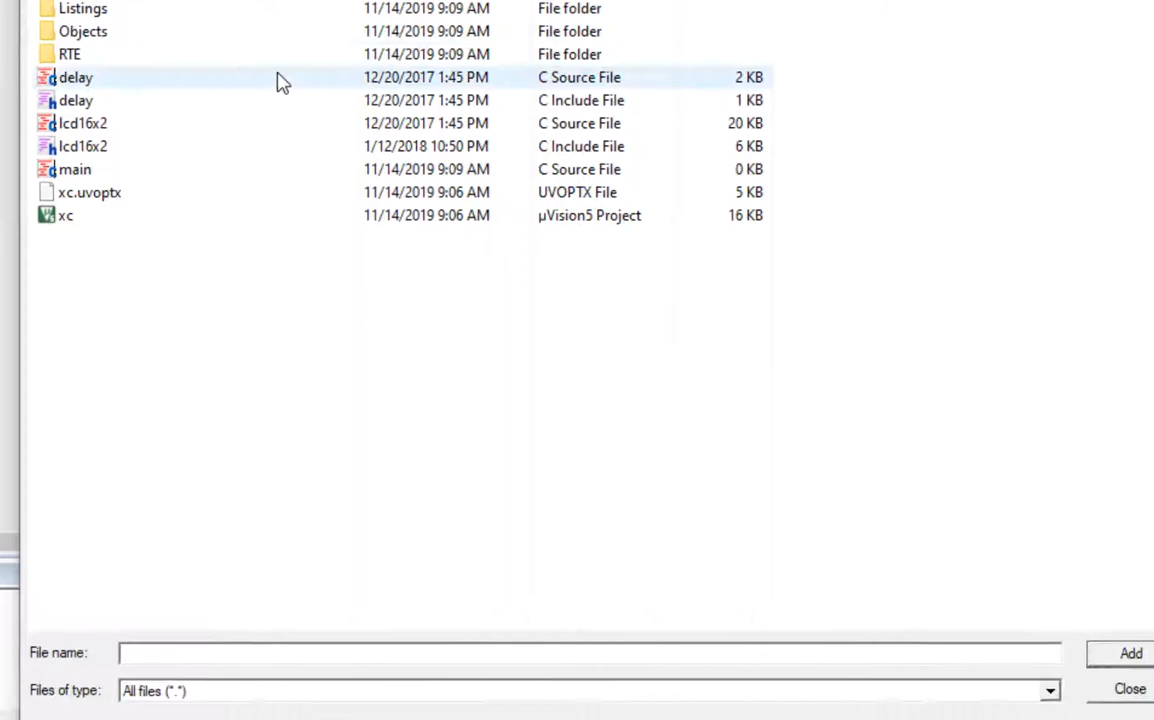 Listings 11/14/2019 9:09 AM File folder
Objects 11/14/2019 9:09 AM File folder
RTE 11/14/2019 9:09 AM File folder
delay 12/20/2017 1:45 PM C Source File 2 KB
delay 12/20/2017 1:45 PM C Include File 1 KB
lcd16x2 12/20/2017 1:45 PM C Source File 20 KB
lcd16x2 1/12/2018 10:50 PM C Include File 6 KB
main 11/14/2019 9:09 AM C Source File 0 KB
xc.uvoptx 11/14/2019 9:06 AM UVOPTX File 5 KB
xc 11/14/2019 9:06 AM µVision5 Project 16 KB
File name: Add
Files of type: All files (*.*) Close